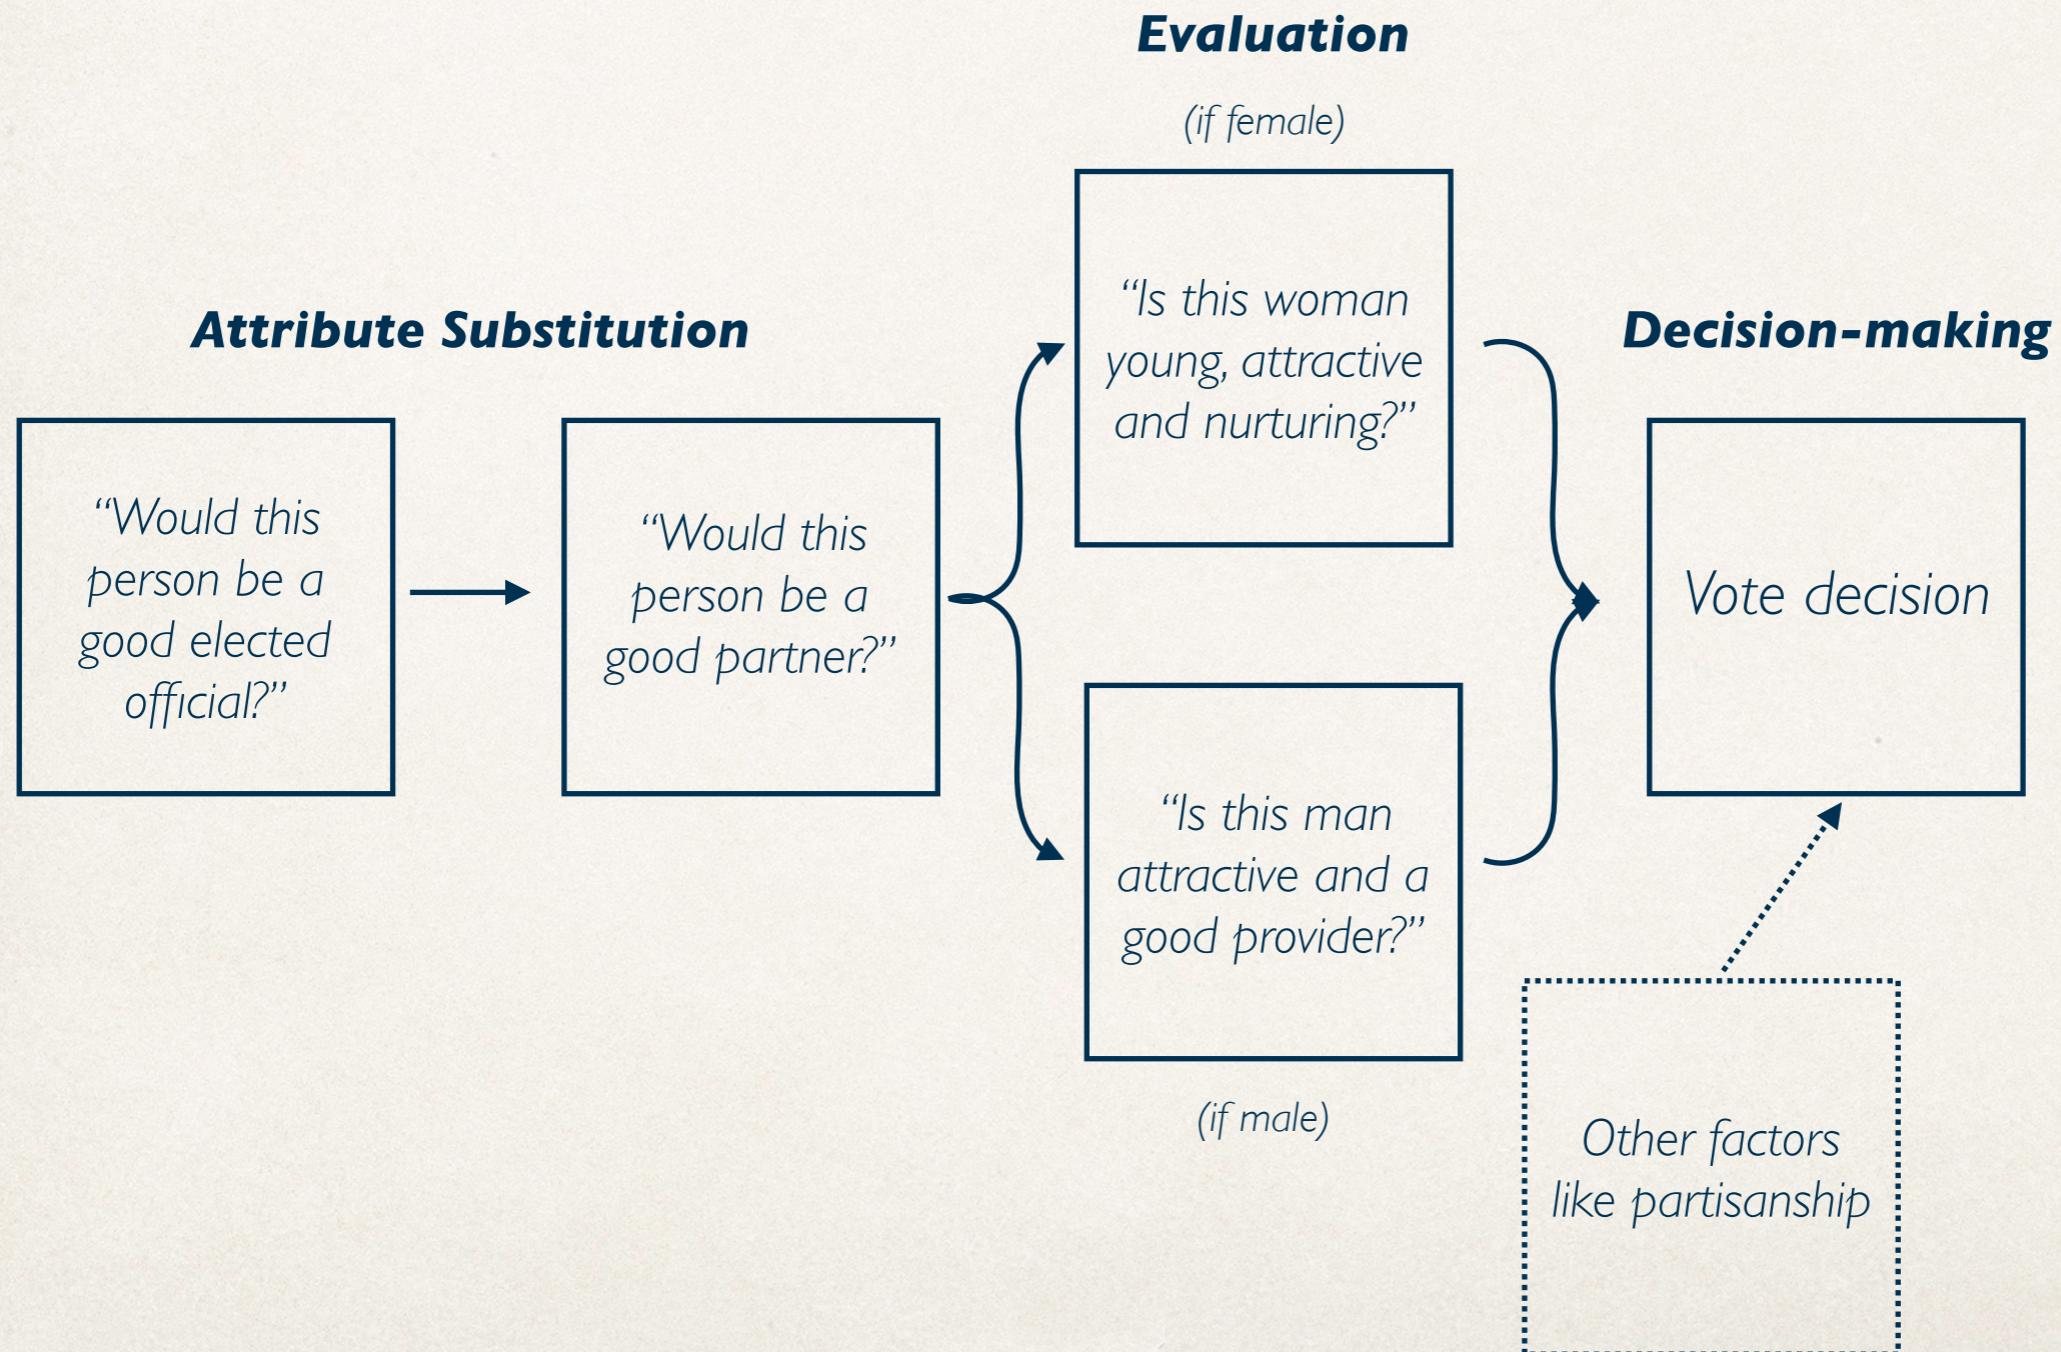 Evaluation
(if female)
“Is this woman
young, attractive
and nurturing?”
Attribute Substitution
Decision-making
“Would this
person be a
good elected
official?”
“Would this
person be a
good partner?”
Vote decision
“Is this man
attractive and a
good provider?”
(if male)
Other factors
like partisanship